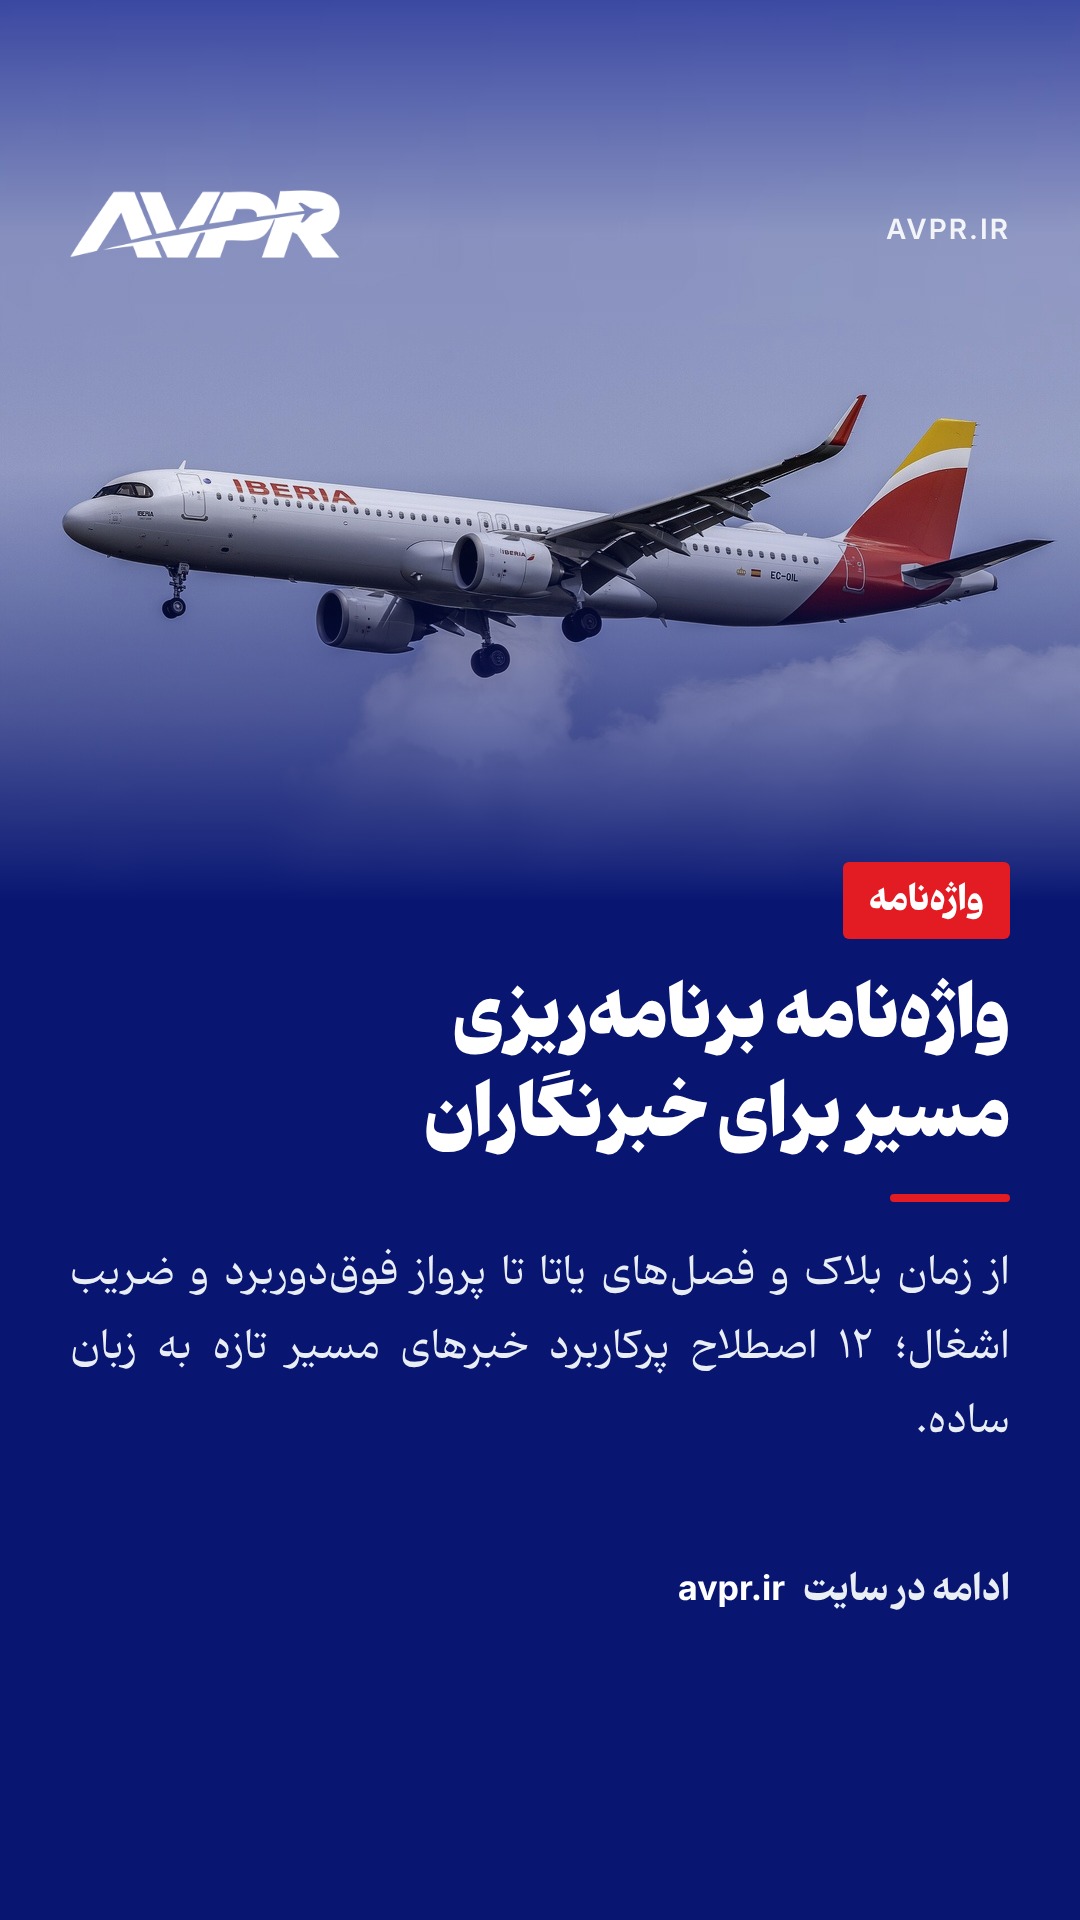 AVPR
AVPR.IR
IBERIA
IBERIA
IBERIA
EC-OIL
واژه‌نامه
واژه‌نامه برنامه‌ریزی
مسیر برای خبرنگاران
از زمان بلاک و فصل‌های یاتا تا پرواز فوق‌دوربرد و ضریب
اشغال؛ ۱۲ اصطلاح پرکاربرد خبرهای مسیر تازه به زبان
ساده.
ادامه در سایت avpr.ir